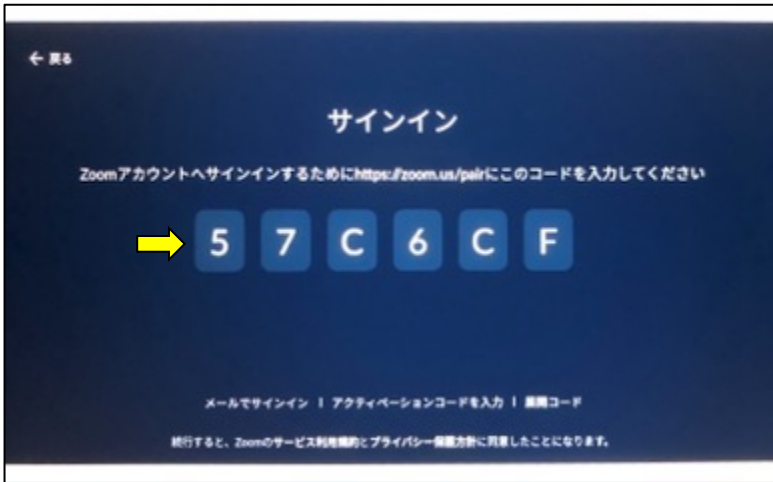 ← 戻る
サインイン
Zoomアカウントへサインインするためにhttps://zoom.us/pairにこのコードを入力してください
5 7 C 6 C F
メールでサインイン | アクティベーションコードを入力 | 展開コード
続行すると、Zoomのサービス利用規約とプライバシー保護方針に同意したことになります。